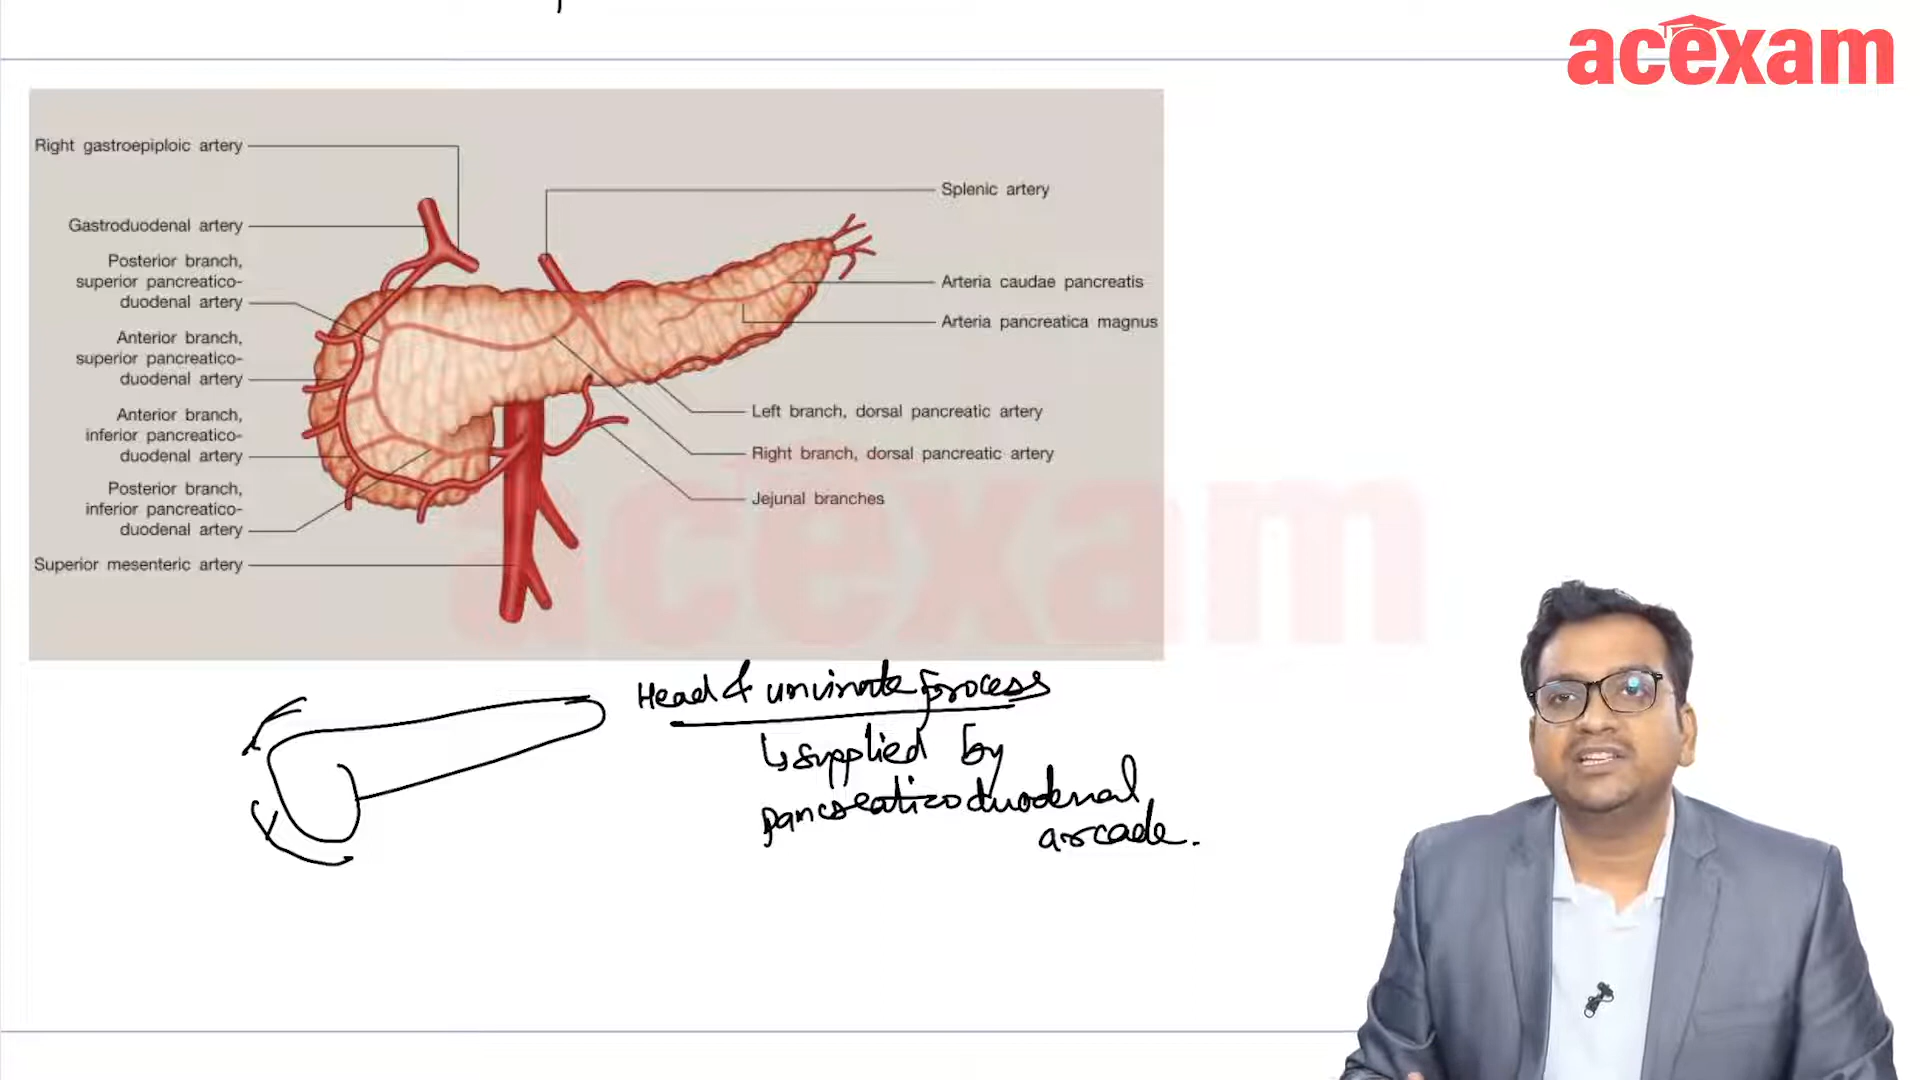 acexam
Right gastroepiploic artery
Gastroduodenal artery
Posterior branch,
superior pancreatico-
duodenal artery
Anterior branch,
superior pancreatico-
duodenal artery
Anterior branch,
inferior pancreatico-
duodenal artery
Posterior branch,
inferior pancreatico-
duodenal artery
Superior mesenteric artery
Splenic artery
Arteria caudae pancreatis
Arteria pancreatica magnus
Left branch, dorsal pancreatic artery
Right branch, dorsal pancreatic artery
Jejunal branches
acexam
Head & uncinate process
↳ supplied by
pancreaticoduodenal
arcade.